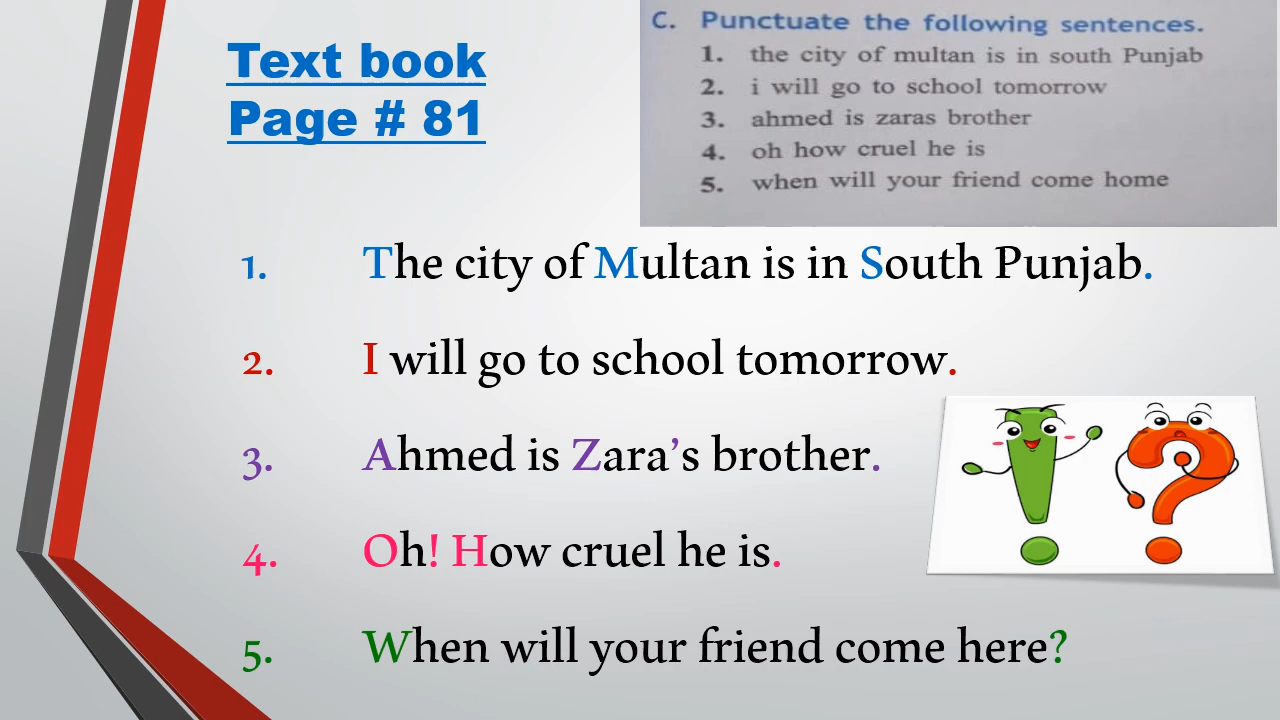 Text book
Page # 81
C. Punctuate the following sentences.
1. the city of multan is in south Punjab
2. i will go to school tomorrow
3. ahmed is zaras brother
4. oh how cruel he is
5. when will your friend come home
1. The city of Multan is in South Punjab.
2. I will go to school tomorrow.
3. Ahmed is Zara’s brother.
4. Oh! How cruel he is.
5. When will your friend come here?